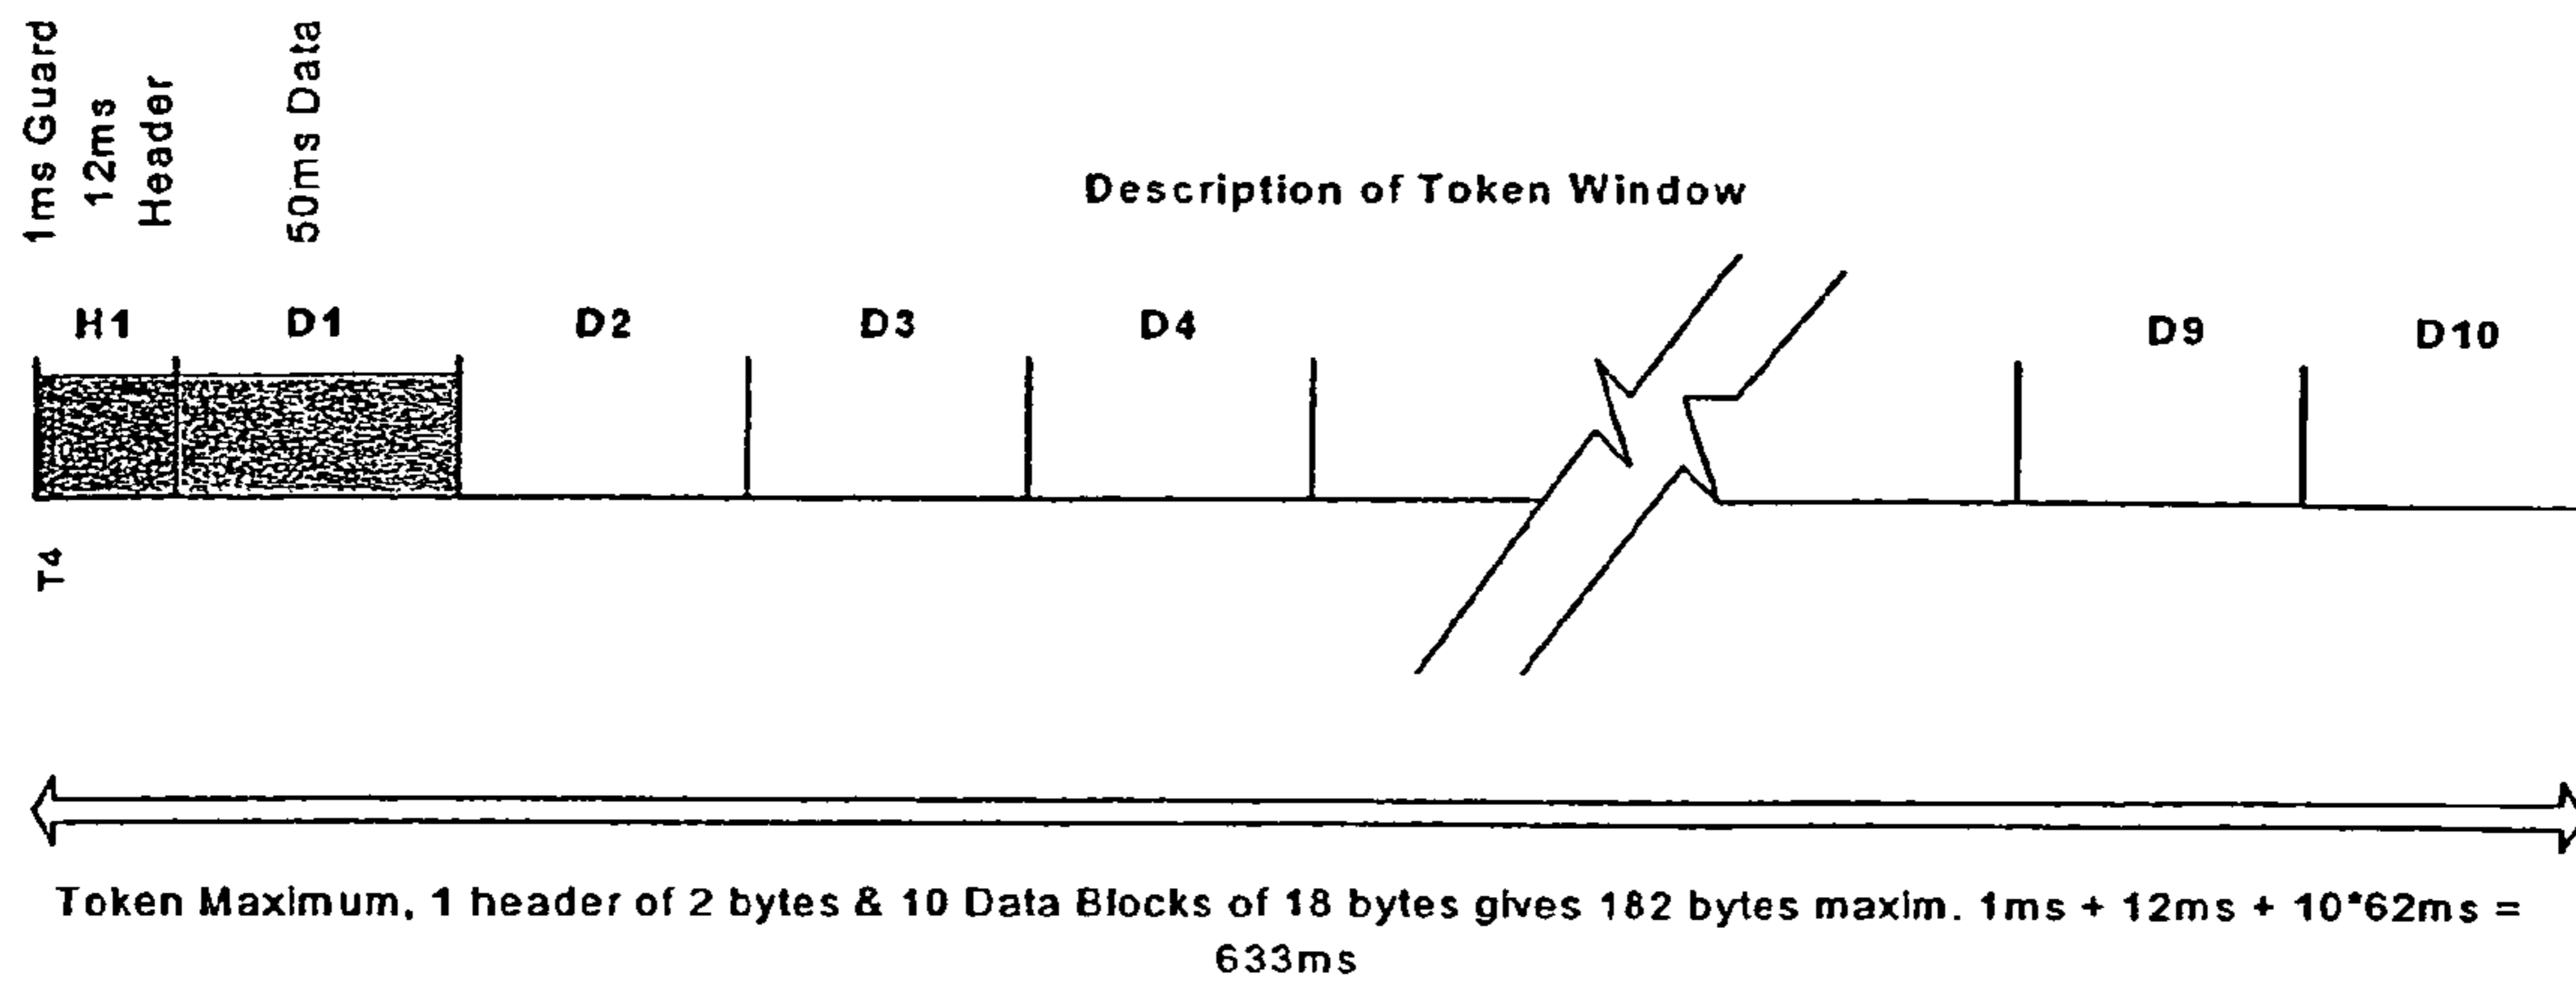 1ms Guard
12ms
Header
50ms Data
Description of Token Window
H1 D1 D2 D3 D4 D9 D10
T4
Token Maximum, 1 header of 2 bytes & 10 Data Blocks of 18 bytes gives 182 bytes maxim. 1ms + 12ms + 10*62ms =
633ms